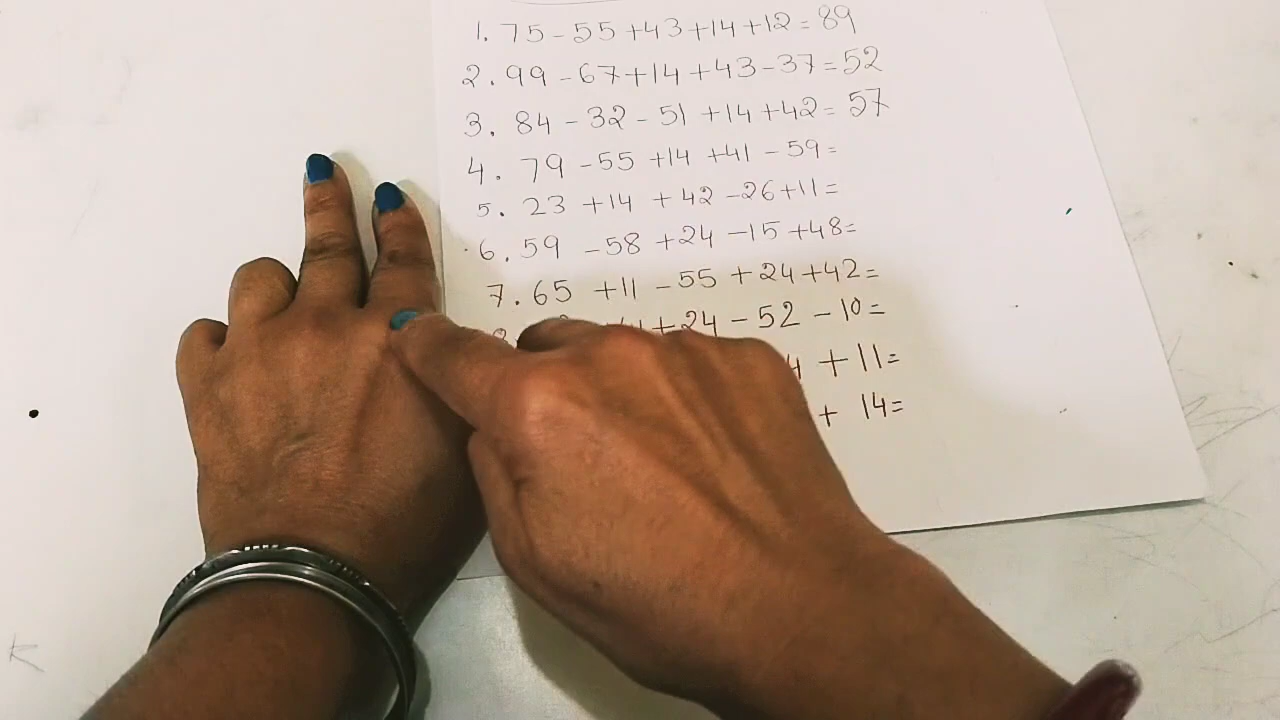 1. 75 - 55 + 43 + 14 + 12 = 89
2. 99 - 67 + 14 + 43 - 37 = 52
3. 84 - 32 - 51 + 14 + 42 = 57
4. 79 - 55 + 14 + 41 - 59 =
5. 23 + 14 + 42 - 26 + 11 =
6. 59 - 58 + 24 - 15 + 48 =
7. 65 + 11 - 55 + 24 + 42 =
+ 24 - 52 - 10 =
+ 11 =
+ 14 =